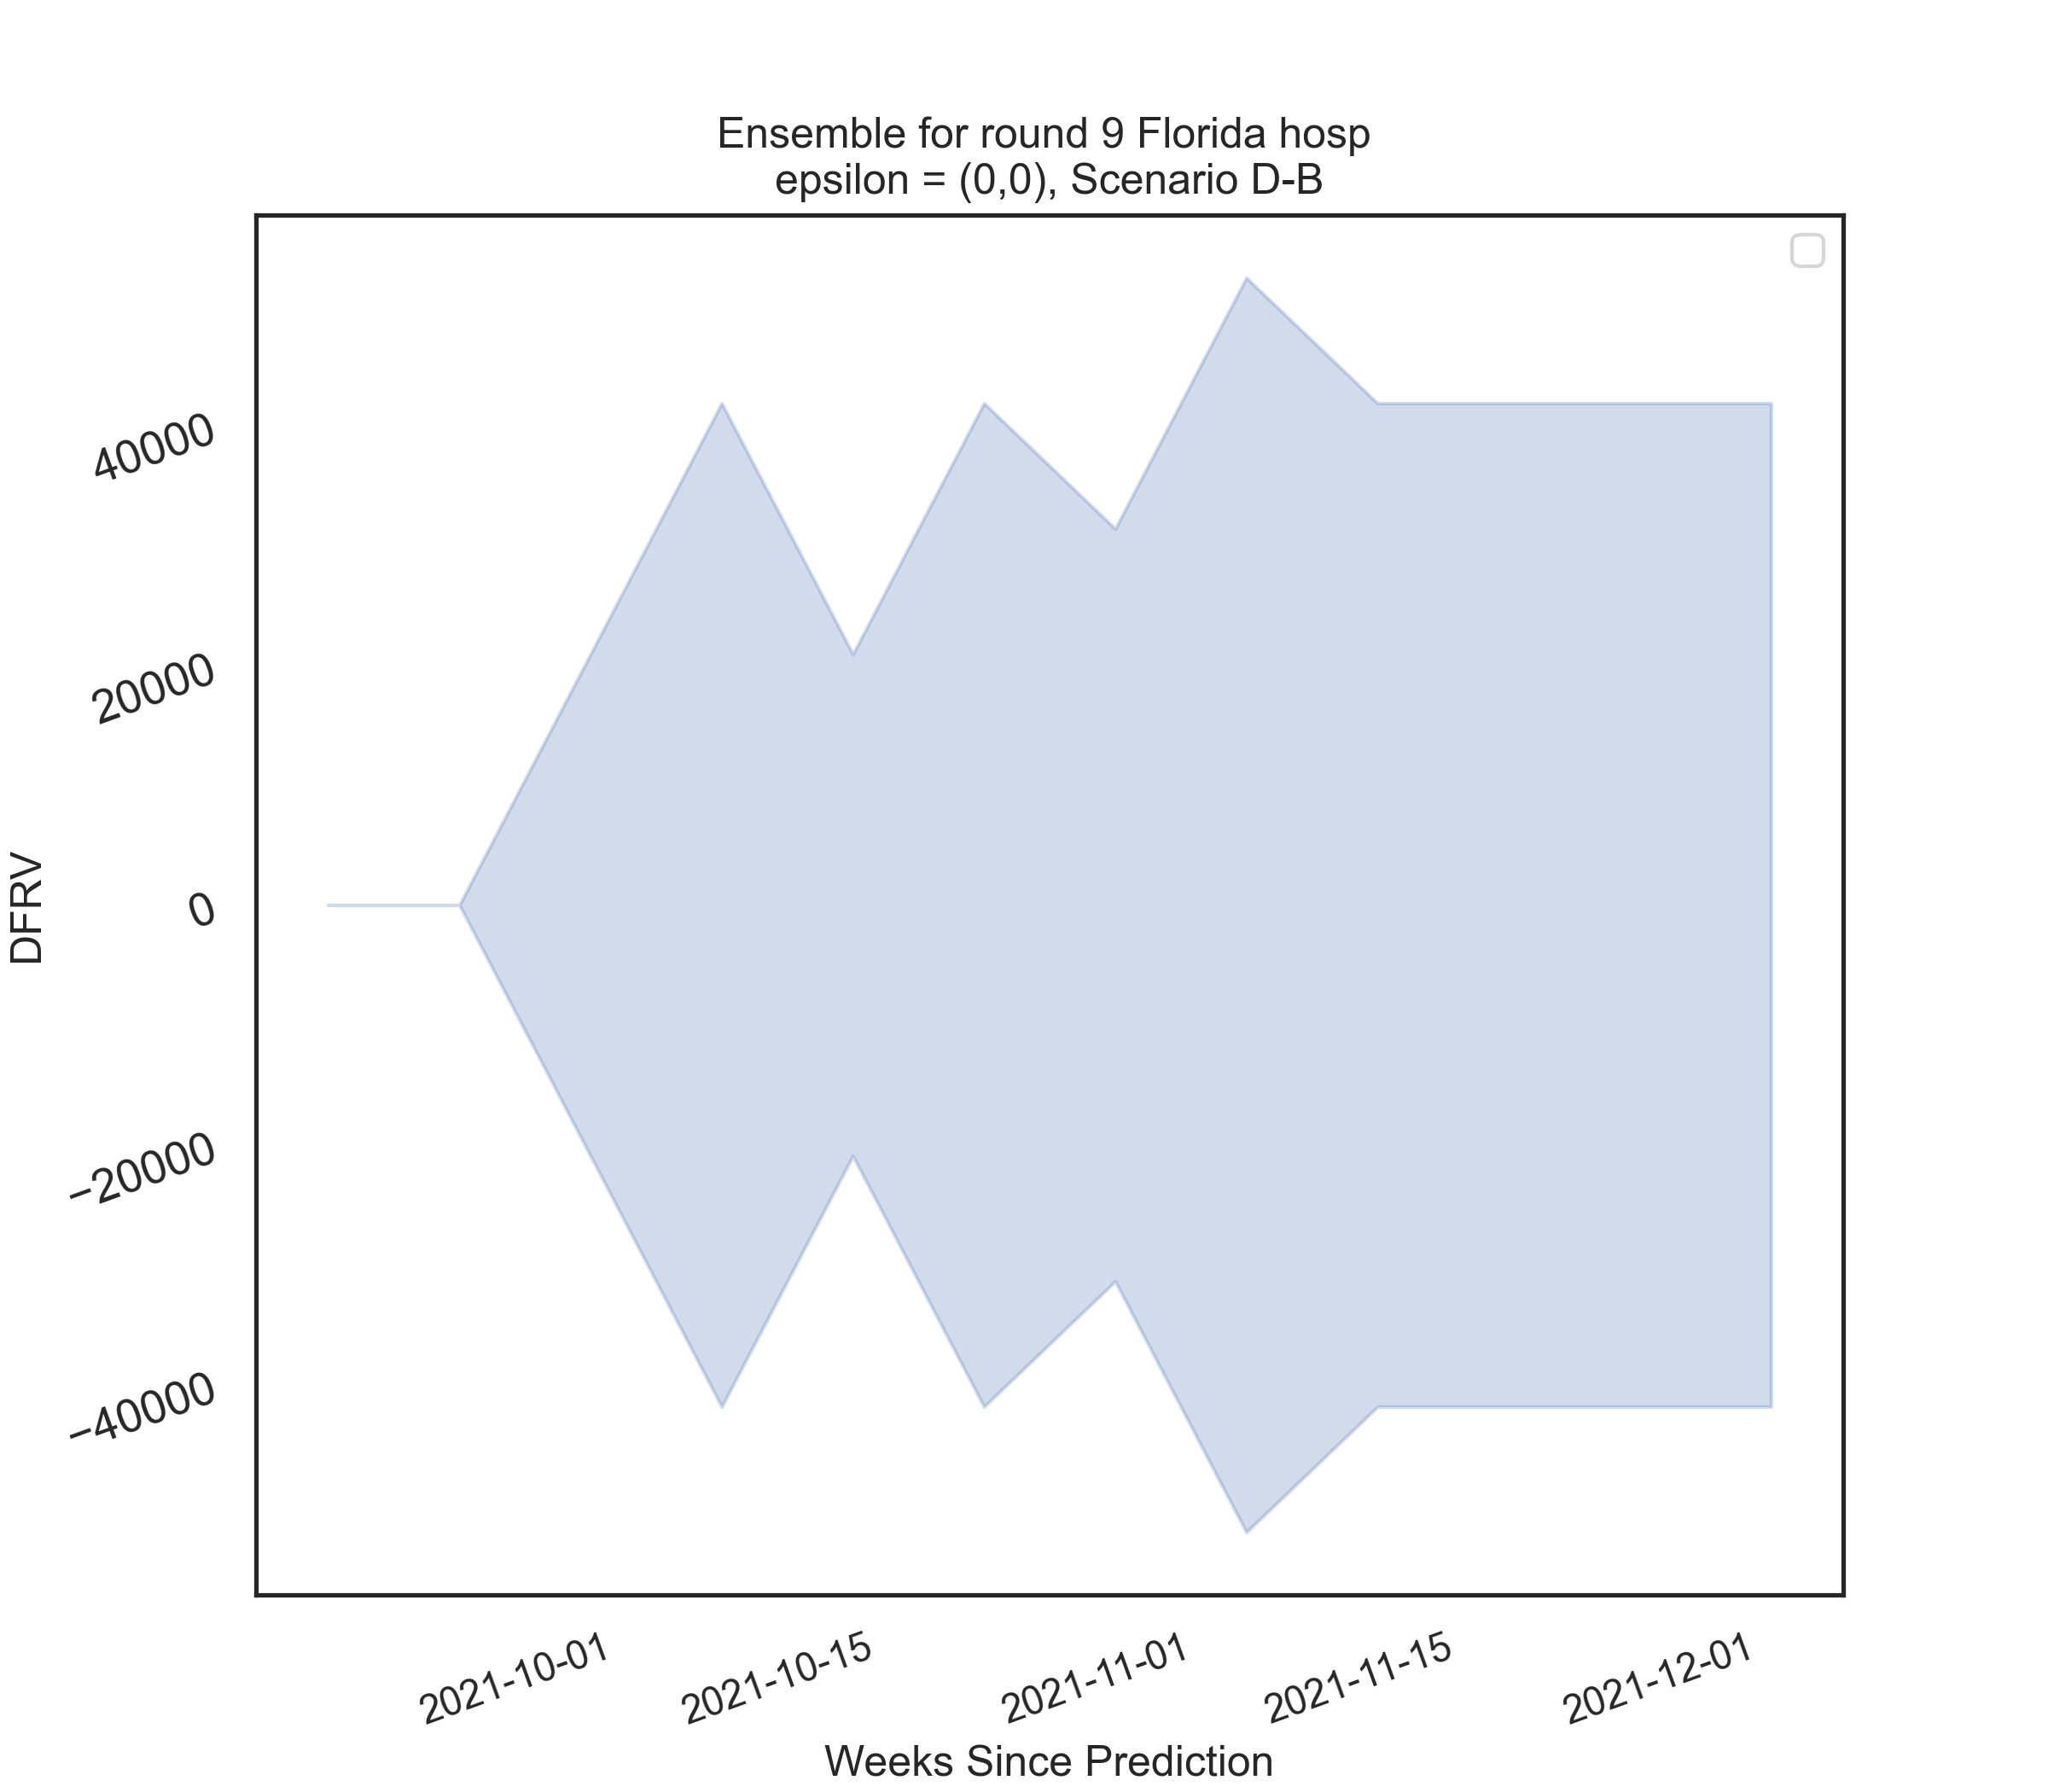 Ensemble for round 9 Florida hosp
epsilon = (0,0), Scenario D-B
40000
20000
0
−20000
−40000
DFRV
2021-10-01
2021-10-15
2021-11-01
2021-11-15
2021-12-01
Weeks Since Prediction